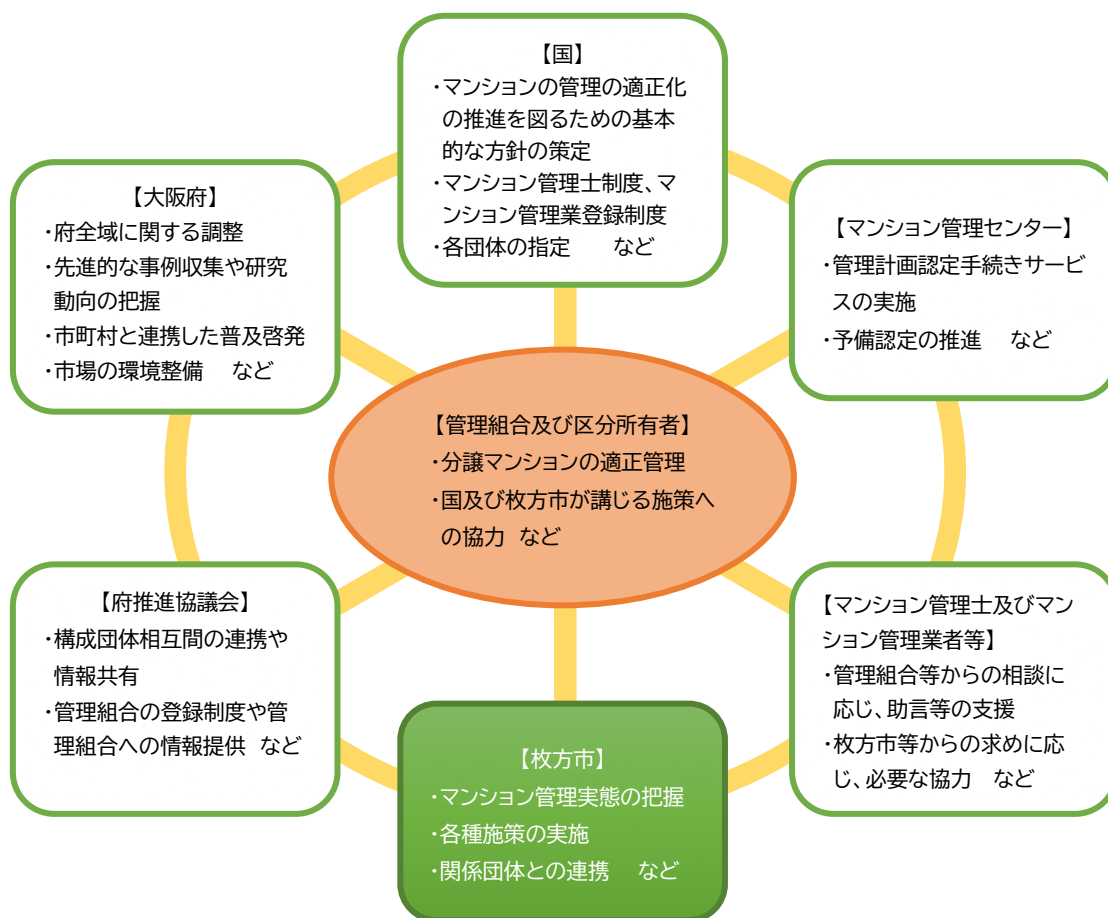 【国】
・マンションの管理の適正化
の推進を図るための基本
的な方針の策定
・マンション管理士制度、マ
ンション管理業登録制度
・各団体の指定　など
【大阪府】
・府全域に関する調整
・先進的な事例収集や研究
動向の把握
・市町村と連携した普及啓発
・市場の環境整備　など
【マンション管理センター】
・管理計画認定手続きサービ
スの実施
・予備認定の推進　など
【管理組合及び区分所有者】
・分譲マンションの適正管理
・国及び枚方市が講じる施策へ
の協力　など
【府推進協議会】
・構成団体相互間の連携や
情報共有
・管理組合の登録制度や管
理組合への情報提供　など
【マンション管理士及びマン
ション管理業者等】
・管理組合等からの相談に
応じ、助言等の支援
・枚方市等からの求めに応
じ、必要な協力　など
【枚方市】
・マンション管理実態の把握
・各種施策の実施
・関係団体との連携　など